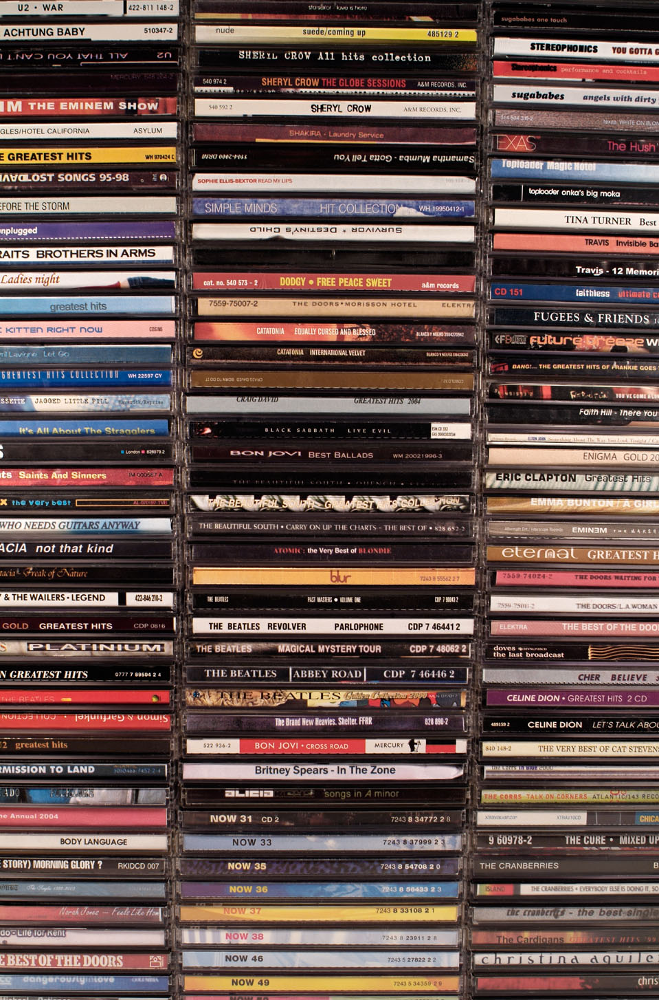 U2 • WAR 422-811 148-2
ACHTUNG BABY 510347-2
U2 ALL THAT YOU CAN'T
IM THE EMINEM SHOW
GLES/HOTEL CALIFORNIA ASYLUM
E GREATEST HITS WH 970424 C
LOST SONGS 95-98
EFORE THE STORM
unplugged
RAITS BROTHERS IN ARMS
Ladies night
greatest hits
C KITTEN RIGHT NOW
ril Lavigne Let Go
GREATEST HITS COLLECTION WH 22597 CY
SSETTE JAGGED LITTLE PILL Maverick/Reprise
It's All About The Stragglers
S London 828979.2
ts Saints And Sinners IM 000567 A
X the very best
WHO NEEDS GUITARS ANYWAY
ACIA not that kind
tacia Freak of Nature
Y & THE WAILERS • LEGEND 422-846 210-2
GOLD GREATEST HITS CDP 0816
S PLATINIUM
N GREATEST HITS 0777 7 89504 2 4
THE BEATLES
Simon & Garfunkel • COLLECTION
J2 greatest hits
RMISSION TO LAND
ADO FOLKLORE
he Annual 2004
BODY LANGUAGE
E STORY) MORNING GLORY ? RKIDCD 007
Norah Jones — Feels Like Hom
do - Life for Rent
E BEST OF THE DOORS
ce dangerously in love COLUMBIA
starsailor / love is here
nude suede/coming up 485129 2
SHERYL CROW All hits collection
540 974 2 SHERYL CROW THE GLOBE SESSIONS A&M RECORDS, INC.
540 592 2 SHERYL CROW A&M RECORDS, INC.
SHAKIRA - Laundry Service
Samantha Mumba - Gotta Tell You 1104-2000 DRM
SOPHIE ELLIS-BEXTOR READ MY LIPS
SIMPLE MINDS HIT COLLECTION WH 19950412-1
SURVIVOR * DESTINY'S CHILD
cat. no. 540 573 - 2 DODGY • FREE PEACE SWEET a&m records
7559-75007-2 THE DOORS • MORISSON HOTEL ELEKTRA
CATATONIA EQUALLY CURSED AND BLESSED BLANCO Y NEGRO 3984270942
CATATONIA INTERNATIONAL VELVET
CRAIG DAVID BORN TO DO IT
CRAIG DAVID GREATEST HITS 2004
BLACK SABBATH LIVE EVIL
BON JOVI BEST BALLADS WM 20021996-3
THE BEAUTIFUL SOUTH • QUENCH
THE BEAUTIFUL SOUTH GREATEST HITS COLLECTION
THE BEAUTIFUL SOUTH • CARRY ON UP THE CHARTS - THE BEST OF • 828 652-2
ATOMIC: the Very Best of BLONDIE
blur 7243 8 55562 2 7
THE BEATLES PAST MASTERS • VOLUME ONE CDP 7 90043 2
THE BEATLES REVOLVER PARLOPHONE CDP 7 46441 2
THE BEATLES MAGICAL MYSTERY TOUR CDP 7 48062 2
THE BEATLES ABBEY ROAD CDP 7 46446 2
THE BEATLES Golden Collection 2000
The Brand New Heavies. Shelter. FFRR 828 890-2
522 936-2 BON JOVI • CROSS ROAD MERCURY
Britney Spears - In The Zone
ALICIA KEYS songs in A minor
NOW 31 CD 2 7243 8 34772 2 8
NOW 33 7243 8 37999 2 3
NOW 35 7243 8 54708 2 0
NOW 36 7243 8 56433 2 3
NOW 37 7243 8 33108 2 1
NOW 38 7243 8 23911 2 8
NOW 46 7243 5 27822 2 2
NOW 49 7243 5 34359 2 9
sugababes one touch
STEREOPHONICS YOU GOTTA G
Stereophonics performance and cocktails
sugababes angels with dirty
texas WHITE ON BLON
TEXAS The Hush
Toploader Magic Hotel
toploader onka's big moka
TINA TURNER Best
TRAVIS Invisible Ba
Travis - 12 Memori
CD 151 faithless ultimate co
FUGEES & FRIENDS
future breeze
BANG!... THE GREATEST HITS OF FRANKIE GOES
YOU'VE COME A LO
Faith Hill - There You
ELTON JOHN Something About The Way You Look Tonight / Ca
ENIGMA GOLD 20
ERIC CLAPTON Greatest Hits
EMMA BUNTON / A GIRL
EMINEM THE MARSH
eternal GREATEST H
7559-74024-2 THE DOORS WAITING FOR
7559-75011-2 THE DOORS / L.A WOMAN
ELEKTRA THE BEST OF THE DOO
doves
the last broadcast
CHER BELIEVE
CELINE DION • GREATEST HITS 2 CD
489159 2 CELINE DION LET'S TALK ABOU
840 148-2 THE VERY BEST OF CAT STEVENS
The Corrs In Blue 2000
THE CORRS TALK ON CORNERS ATLANTIC/143 RECO
xtravaganza XTRAV10CD CHICA
9 60978-2 THE CURE • MIXED UP
THE CRANBERRIES B
ISLAND THE CRANBERRIES • EVERYBODY ELSE IS DOING IT, SO
the cranberries - the best single
The Cardigans GREATEST HITS '99
christina aguile
chris